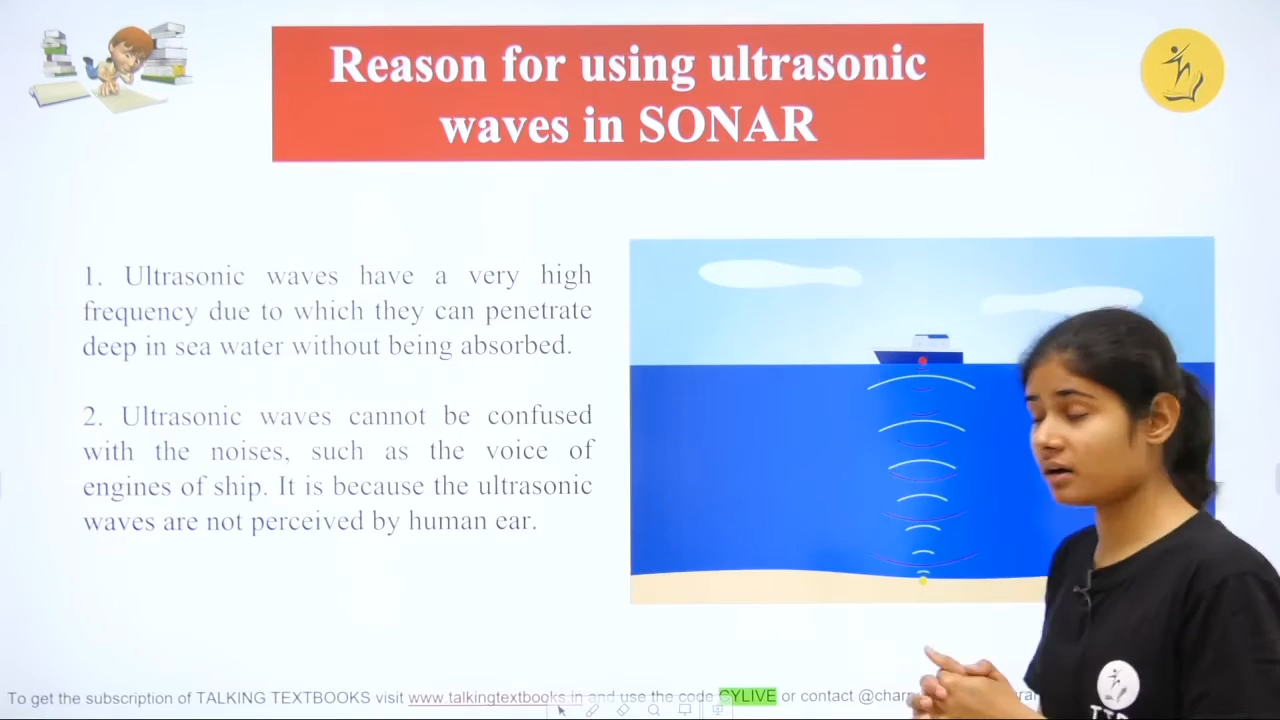 Reason for using ultrasonic
waves in SONAR
1. Ultrasonic waves have a very high
frequency due to which they can penetrate
deep in sea water without being absorbed.
2. Ultrasonic waves cannot be confused
with the noises, such as the voice of
engines of ship. It is because the ultrasonic
waves are not perceived by human ear.
To get the subscription of TALKING TEXTBOOKS visit www.talkingtextbooks.in and use the code CYLIVE or contact